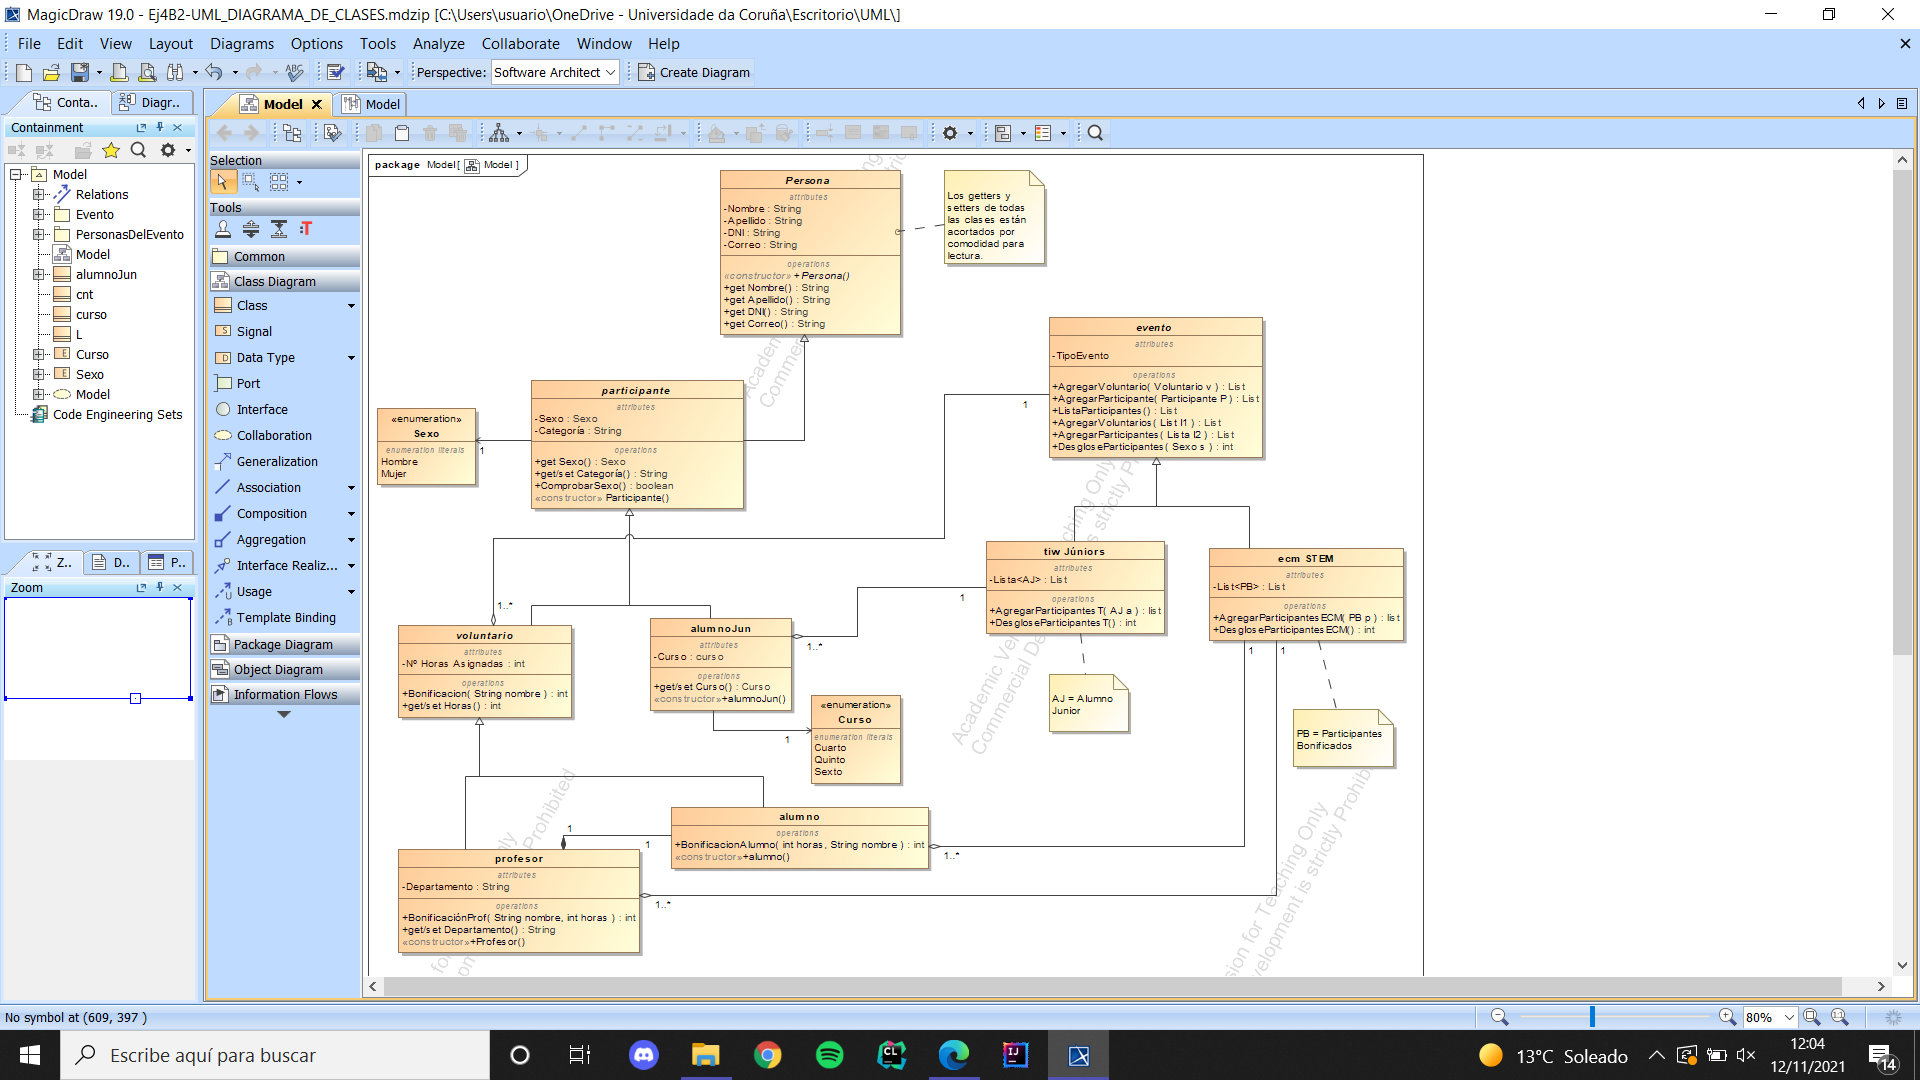 MagicDraw 19.0 - Ej4B2-UML_DIAGRAMA_DE_CLASES.mdzip [C:\Users\usuario\OneDrive - Universidade da Coruña\Escritorio\UML\]
File Edit View Layout Diagrams Options Tools Analyze Collaborate Window Help
Perspective: Software Architect Create Diagram
Conta.. Diagr..
Model Model
Containment
Model
Relations
Evento
PersonasDelEvento
Model
alumnoJun
cnt
curso
L
Curso
Sexo
Model
Code Engineering Sets
Z.. D.. P..
Zoom
Selection
Tools
Common
Class Diagram
Class
Signal
Data Type
Port
Interface
Collaboration
Generalization
Association
Composition
Aggregation
Interface Realiz...
Usage
Template Binding
Package Diagram
Object Diagram
Information Flows
package Model[ Model ]
Persona
attributes
-Nombre : String
-Apellido : String
-DNI : String
-Correo : String
operations
«constructor» +Persona()
+get Nombre() : String
+get Apellido() : String
+get DNI() : String
+get Correo() : String
Los getters y
setters de todas
las clases están
acortados por
comodidad para
lectura.
evento
attributes
-TipoEvento
operations
+AgregarVoluntario( Voluntario v ) : List
+AgregarParticipante( Participante P ) : List
+ListaParticipantes() : List
+AgregarVoluntarios( List l1 ) : List
+AgregarParticipantes( Lista l2 ) : List
+DesgloseParticipantes( Sexo s ) : int
1
participante
attributes
-Sexo : Sexo
-Categoría : String
operations
+get Sexo() : Sexo
+get/set Categoría() : String
+ComprobarSexo() : boolean
«constructor» Participante()
«enumeration»
Sexo
enumeration literals
Hombre
Mujer
1
tiw Júniors
attributes
-Lista<AJ> : List
operations
+AgregarParticipantesT( AJ a ) : list
+DesgloseParticipantesT() : int
1
ecm STEM
attributes
-List<PB> : List
operations
+AgregarParticipantesECM( PB p ) : list
+DesgloseParticipantesECM() : int
1 1
1..*
voluntario
attributes
-Nº Horas Asignadas : int
operations
+Bonificacion( String nombre ) : int
+get/set Horas() : int
alumnoJun
attributes
-Curso : curso
operations
+get/set Curso() : Curso
«constructor»+alumnoJun()
1..*
1
«enumeration»
Curso
enumeration literals
Cuarto
Quinto
Sexto
AJ = Alumno
Junior
PB = Participantes
Bonificados
alumno
operations
+BonificacionAlumno( int horas, String nombre ) : int
«constructor»+alumno()
1..*
1
1
profesor
attributes
-Departamento : String
operations
+BonificaciónProf( String nombre, int horas ) : int
+get/set Departamento() : String
«constructor»+Profesor()
1..*
No symbol at (609, 397 )
80%
Escribe aquí para buscar
13°C Soleado
12:04
12/11/2021
14